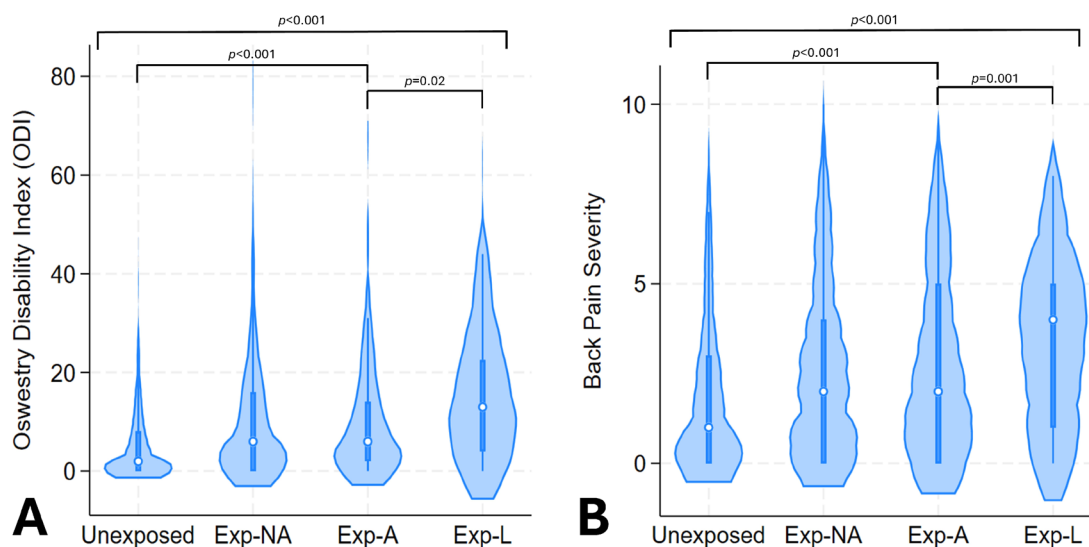 p<0.001
p<0.001
p=0.02
80
60
40
20
0
Oswestry Disability Index (ODI)
Unexposed Exp-NA Exp-A Exp-L
A
p<0.001
p<0.001
p=0.001
10
5
0
Back Pain Severity
Unexposed Exp-NA Exp-A Exp-L
B